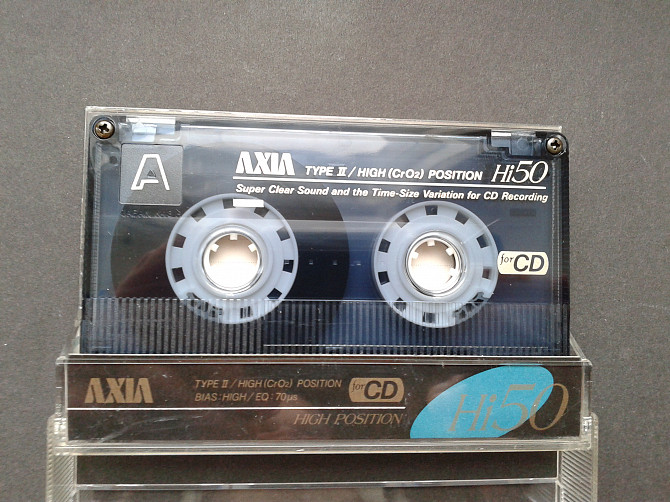 A
AXIA TYPE II/HIGH (CrO2) POSITION Hi50
Super Clear Sound and the Time-Size Variation for CD Recording
for CD
AXIA
TYPE II/HIGH (CrO2) POSITION
BIAS:HIGH/EQ:70μs
for CD
HIGH POSITION
Hi50